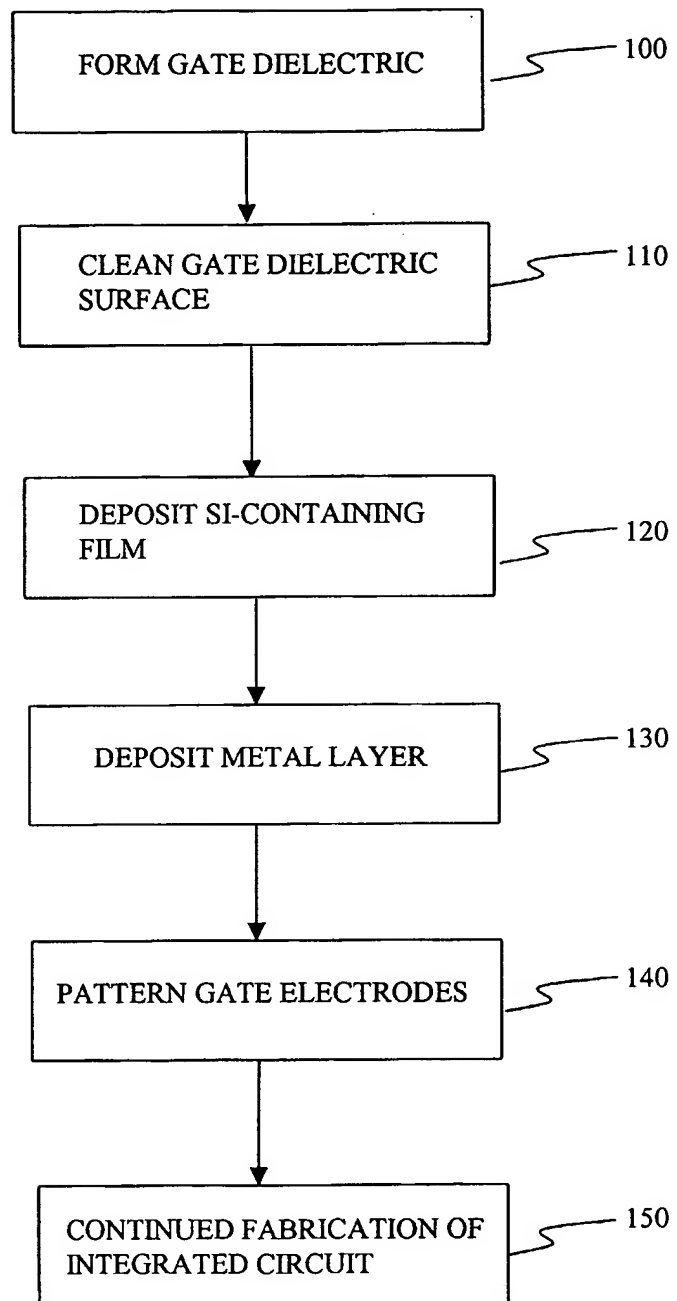 FORM GATE DIELECTRIC
100
CLEAN GATE DIELECTRIC
SURFACE
110
DEPOSIT SI-CONTAINING
FILM
120
DEPOSIT METAL LAYER
130
PATTERN GATE ELECTRODES
140
CONTINUED FABRICATION OF
INTEGRATED CIRCUIT
150